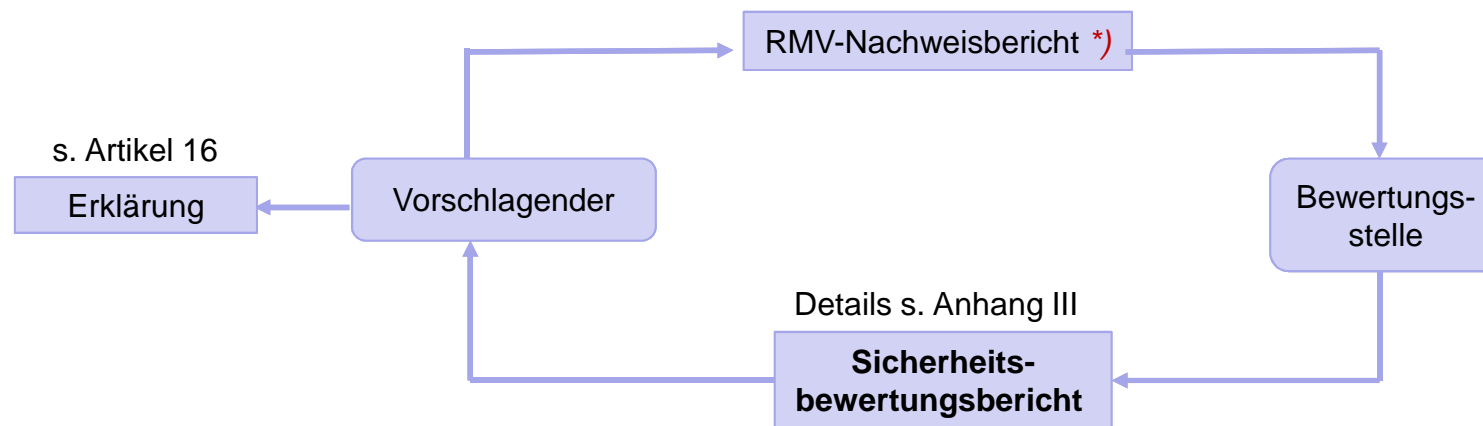 RMV-Nachweisbericht *)
s. Artikel 16
Erklärung
Vorschlagender
Bewertungs-
stelle
Details s. Anhang III
Sicherheits-
bewertungsbericht